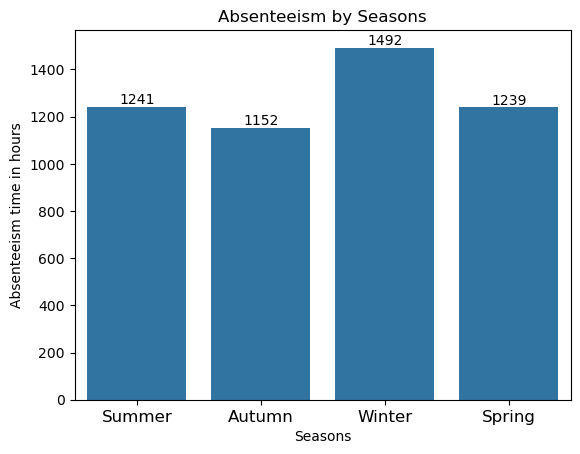 Absenteeism by Seasons
Absenteeism time in hours
1400
1200
1000
800
600
400
200
0
1241
1152
1492
1239
Summer
Autumn
Winter
Spring
Seasons